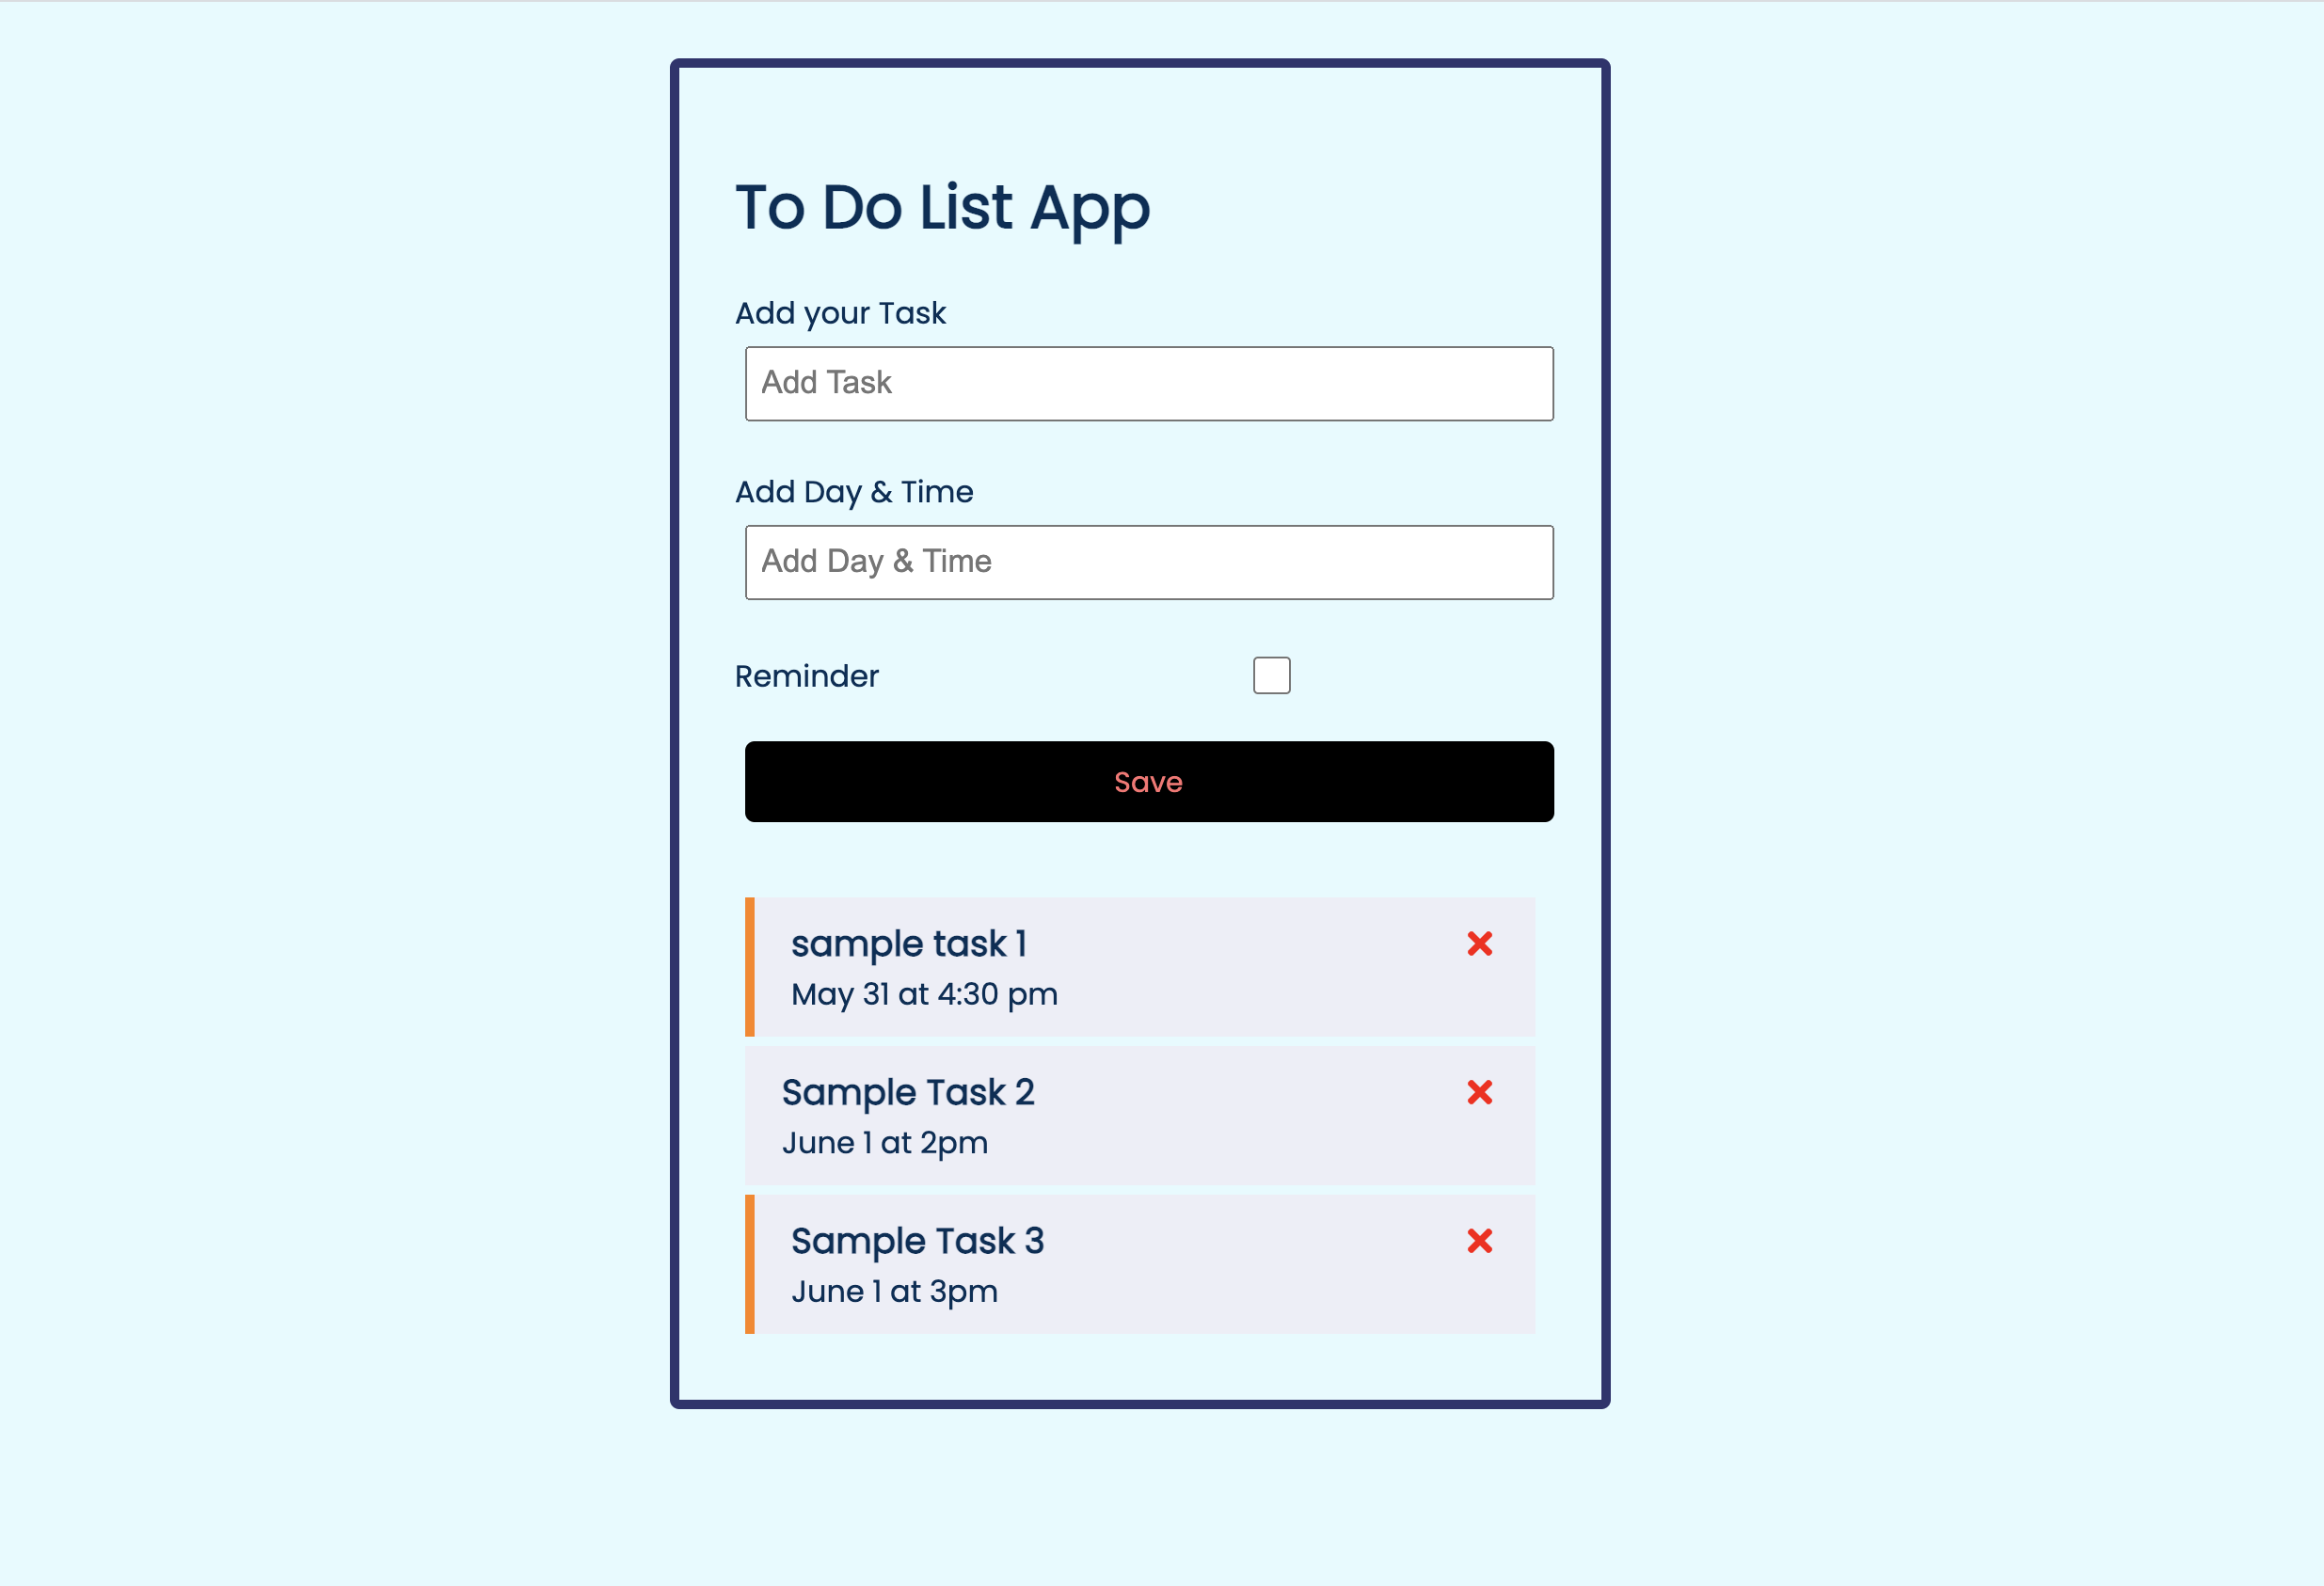 To Do List App
Add your Task
Add Task
Add Day & Time
Add Day & Time
Reminder
Save
sample task 1
May 31 at 4:30 pm
Sample Task 2
June 1 at 2pm
Sample Task 3
June 1 at 3pm